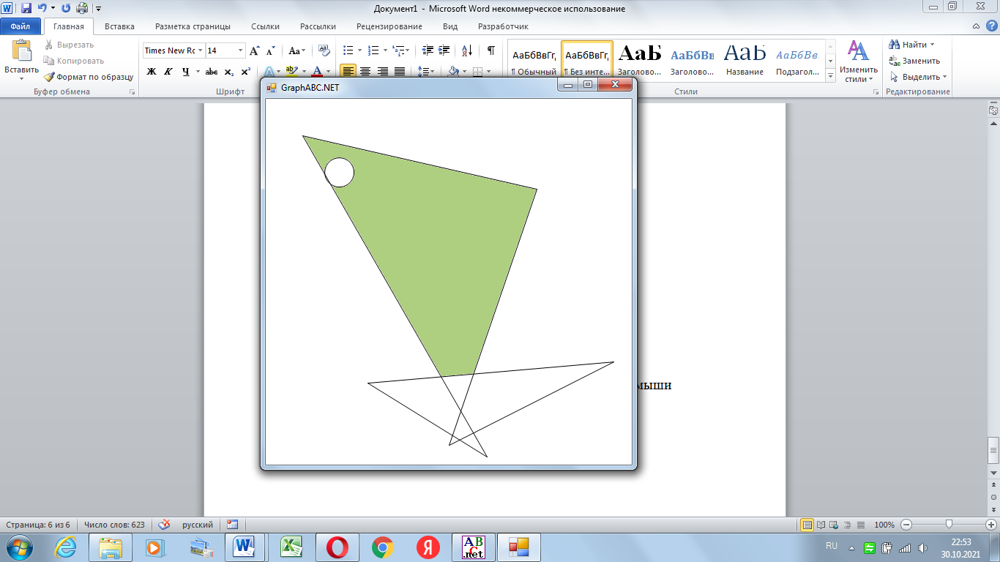 Документ1 - Microsoft Word некоммерческое использование
Файл Главная Вставка Разметка страницы Ссылки Рассылки Рецензирование Вид Разработчик
Вырезать
Копировать
Формат по образцу
Вставить
Буфер обмена
Times New Ro 14
Aa
Ж К Ч abc x₂ x²
Шрифт
АаБбВвГг, АаБбВвГг, АаБ АаБбВв АаБ АаБбВв.
¶ Обычный ¶ Без инте... Заголово... Заголово... Название Подзагол...
Изменить стили
Стили
Найти
Заменить
Выделить
Редактирование
GraphABC.NET
мыши
Страница: 6 из 6 Число слов: 623 русский 100%
ABC.net
RU 22:53
30.10.2021